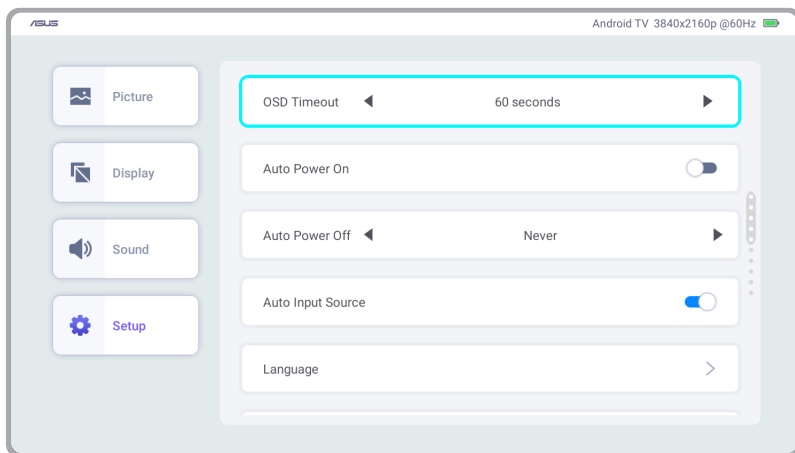 ASUS
Android TV 3840x2160p @60Hz
Picture
Display
Sound
Setup
OSD Timeout 60 seconds
Auto Power On
Auto Power Off Never
Auto Input Source
Language